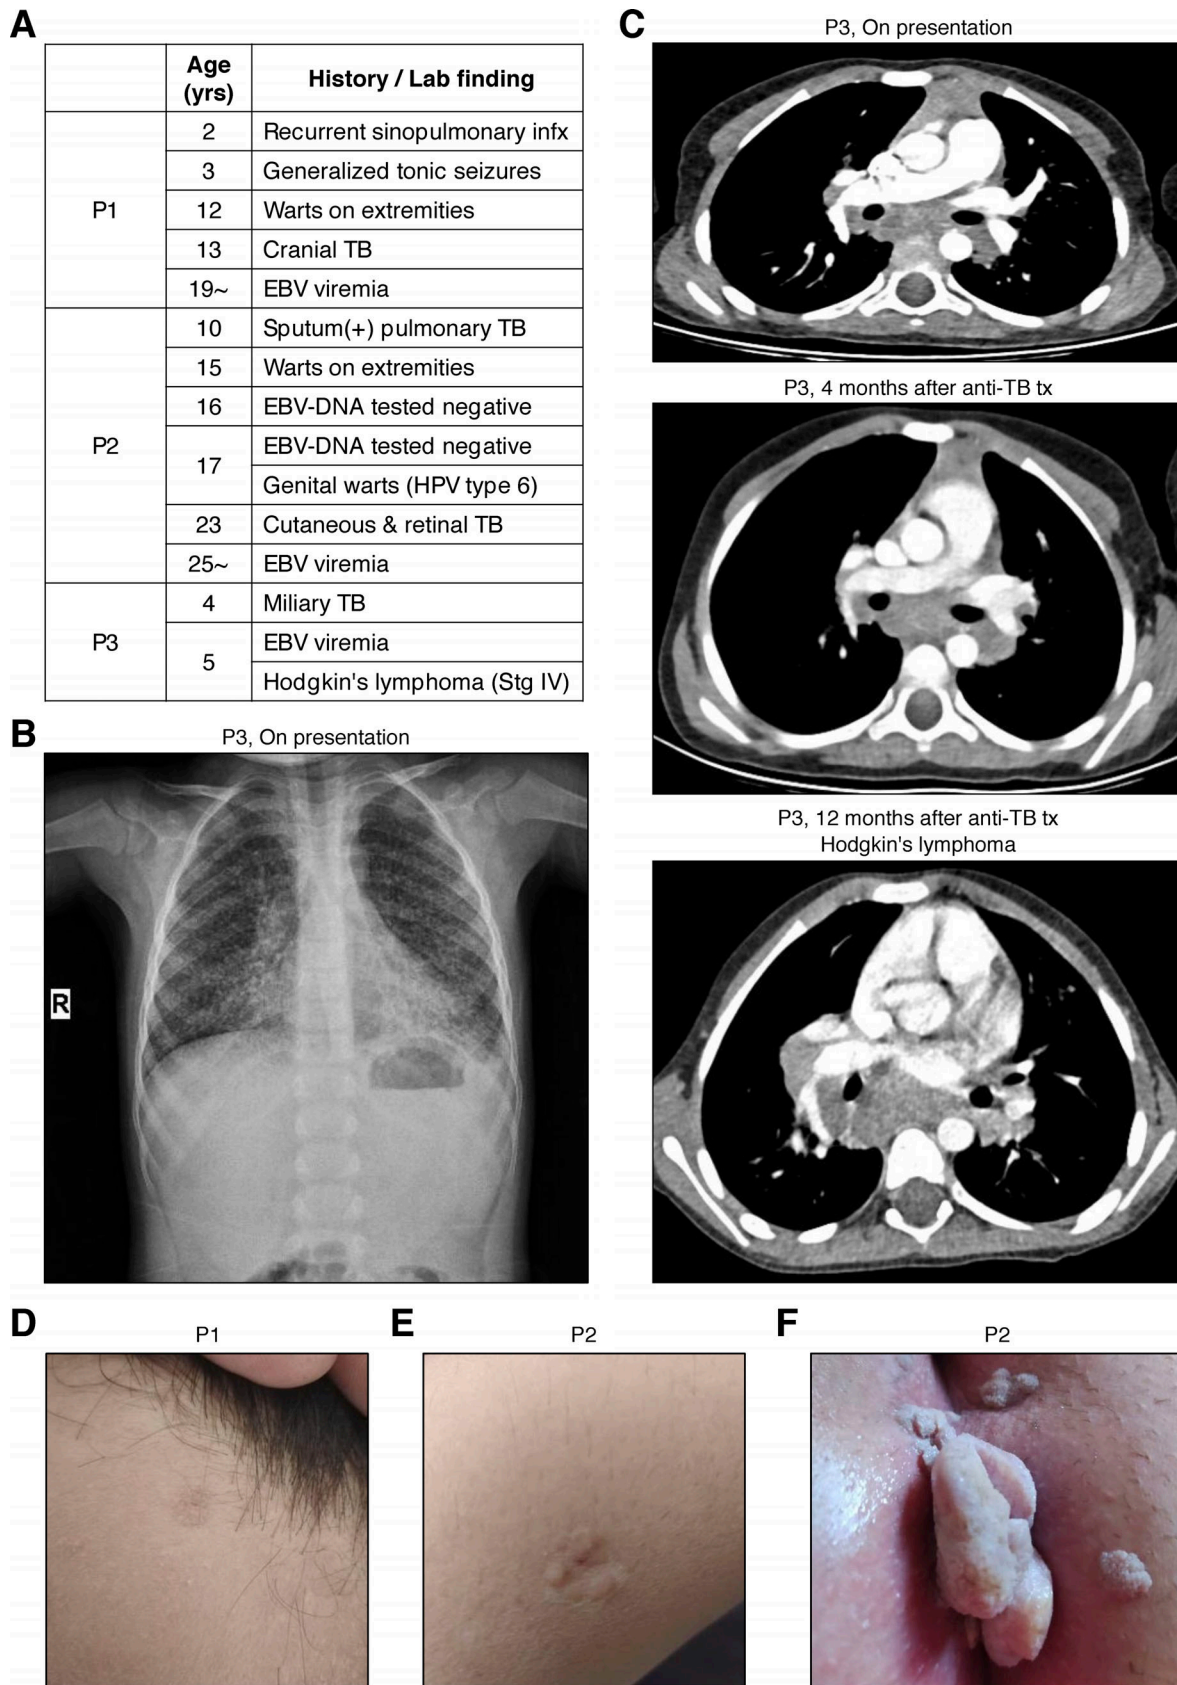 A
Age
(yrs)
History / Lab finding
P1
2
Recurrent sinopulmonary infx
3
Generalized tonic seizures
12
Warts on extremities
13
Cranial TB
19~
EBV viremia
P2
10
Sputum(+) pulmonary TB
15
Warts on extremities
16
EBV-DNA tested negative
17
EBV-DNA tested negative
Genital warts (HPV type 6)
23
Cutaneous & retinal TB
25~
EBV viremia
P3
4
Miliary TB
5
EBV viremia
Hodgkin's lymphoma (Stg IV)
B
P3, On presentation
R
C
P3, On presentation
P3, 4 months after anti-TB tx
P3, 12 months after anti-TB tx
Hodgkin's lymphoma
D
P1
E
P2
F
P2